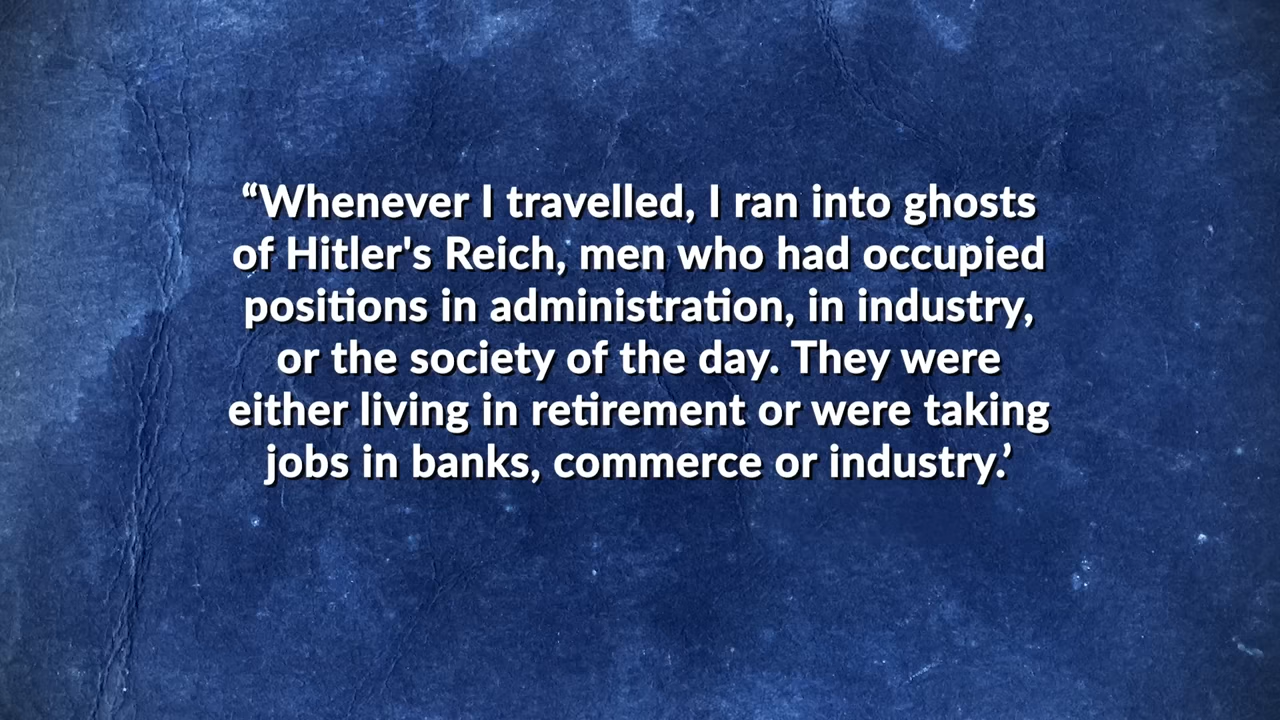 “Whenever I travelled, I ran into ghosts
of Hitler's Reich, men who had occupied
positions in administration, in industry,
or the society of the day. They were
either living in retirement or were taking
jobs in banks, commerce or industry.’